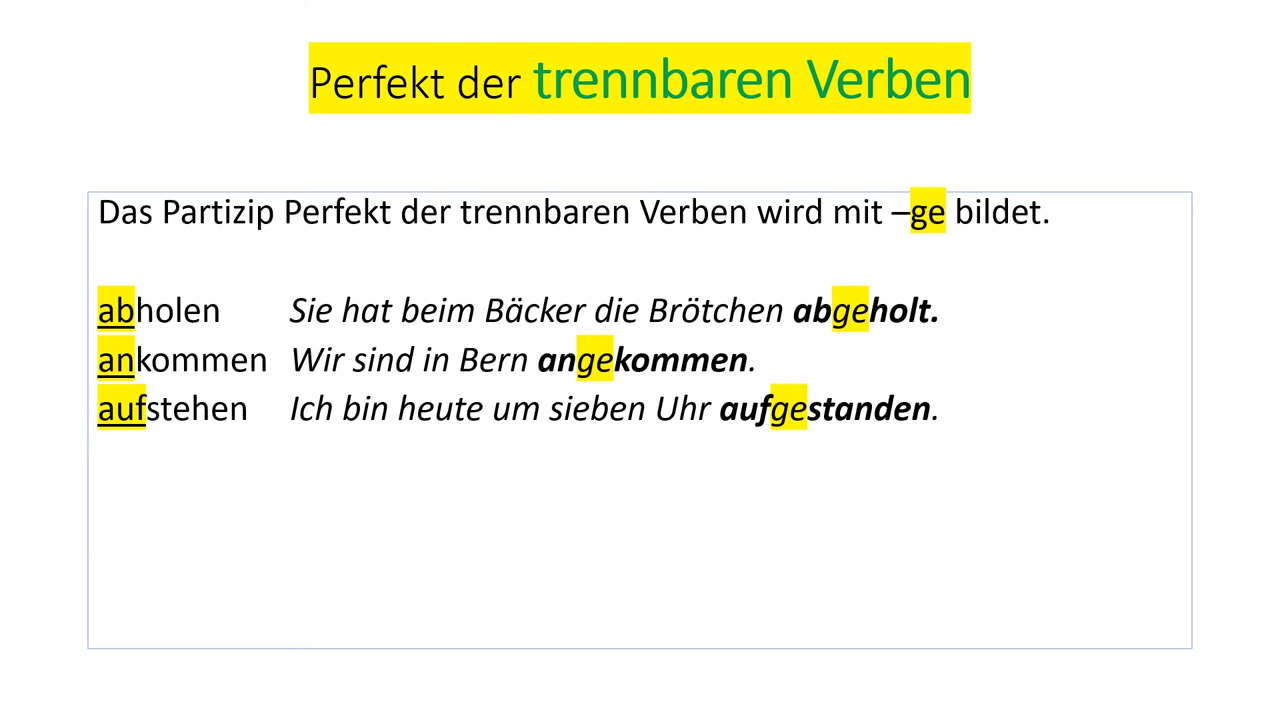 Perfekt der trennbaren Verben
Das Partizip Perfekt der trennbaren Verben wird mit –ge bildet.
abholen Sie hat beim Bäcker die Brötchen abgeholt.
ankommen Wir sind in Bern angekommen.
aufstehen Ich bin heute um sieben Uhr aufgestanden.